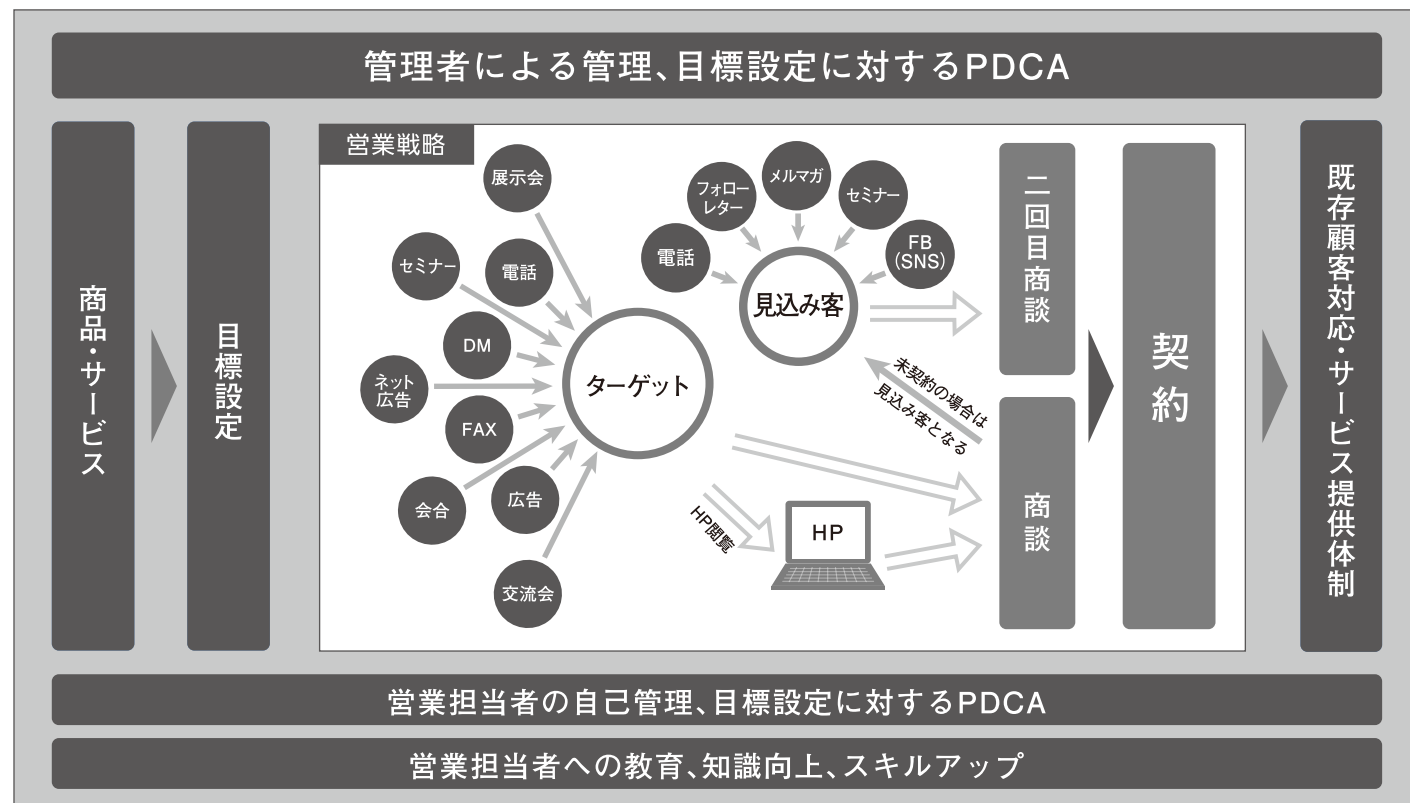 管理者による管理、目標設定に対するPDCA
商品・サービス
目標設定
営業戦略
展示会
セミナー
電話
DM
ネット
広告
FAX
会合
広告
交流会
ターゲット
電話
フォロー
レター
メルマガ
セミナー
FB
(SNS)
見込み客
未契約の場合は
見込み客となる
HP閲覧
HP
二回目商談
商談
契約
既存顧客対応・サービス提供体制
営業担当者の自己管理、目標設定に対するPDCA
営業担当者への教育、知識向上、スキルアップ